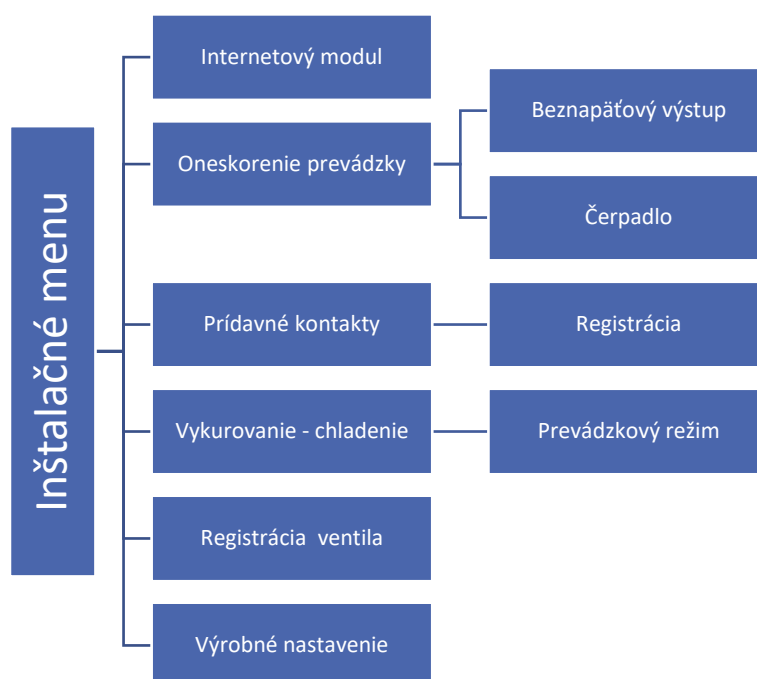 Inštalačné menu
Internetový modul
Oneskorenie prevádzky
Beznapäťový výstup
Čerpadlo
Prídavné kontakty
Registrácia
Vykurovanie - chladenie
Prevádzkový režim
Registrácia ventila
Výrobné nastavenie